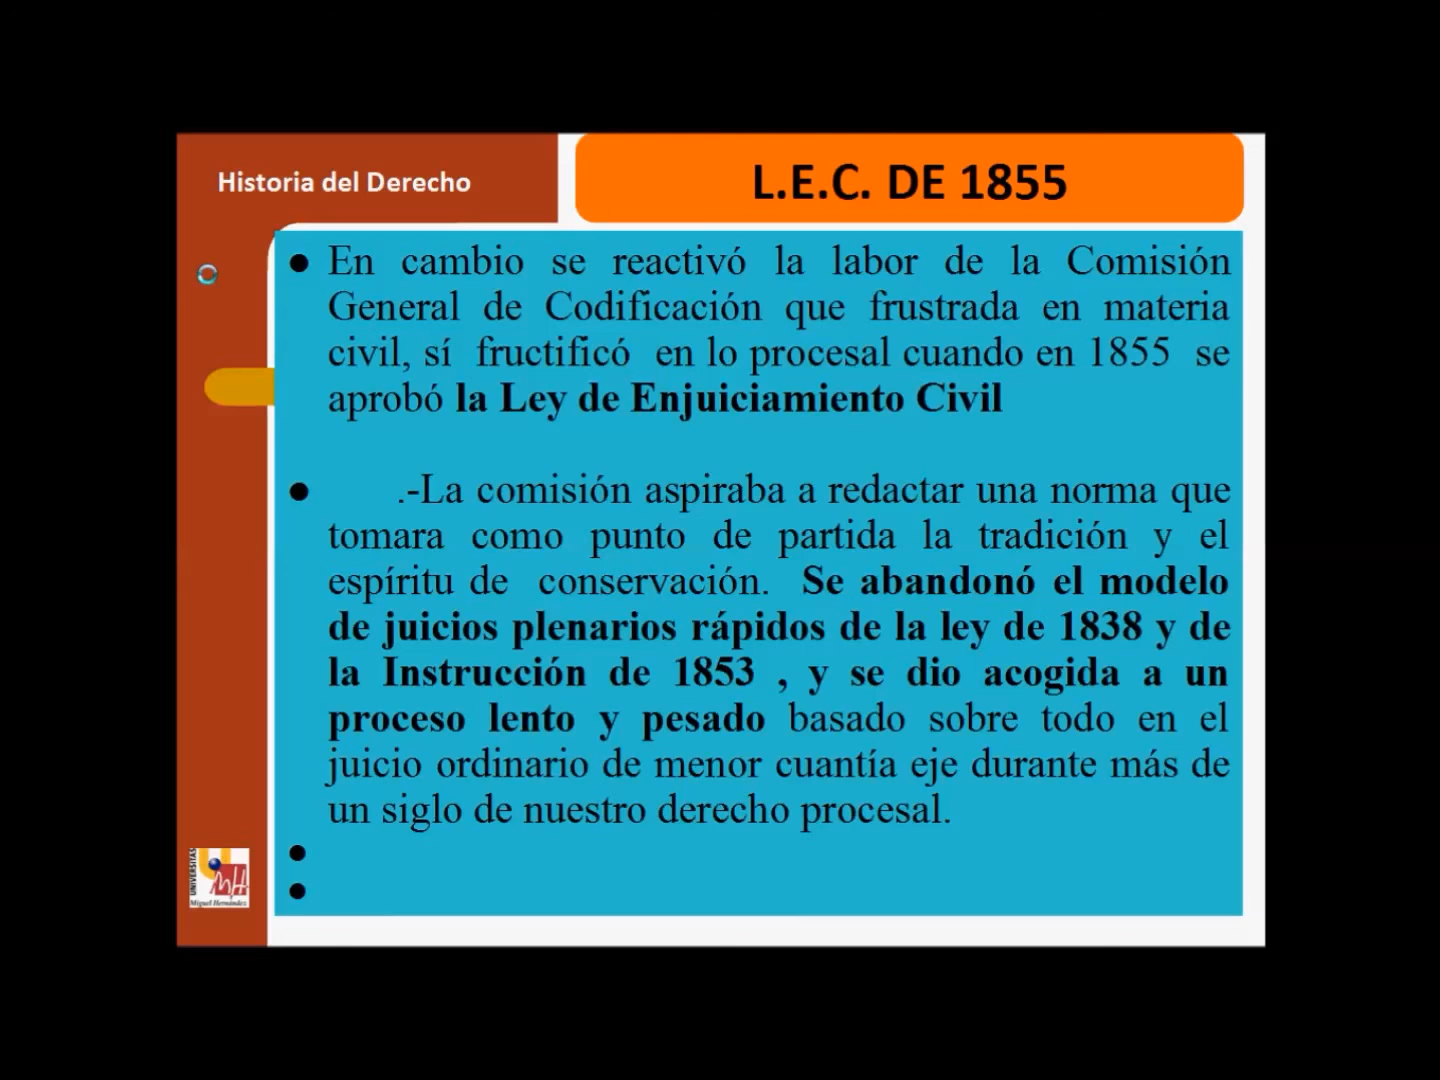 Historia del Derecho
L.E.C. DE 1855
● En cambio se reactivó la labor de la Comisión
General de Codificación que frustrada en materia
civil, sí fructificó en lo procesal cuando en 1855 se
aprobó la Ley de Enjuiciamiento Civil
● .-La comisión aspiraba a redactar una norma que
tomara como punto de partida la tradición y el
espíritu de conservación. Se abandonó el modelo
de juicios plenarios rápidos de la ley de 1838 y de
la Instrucción de 1853 , y se dio acogida a un
proceso lento y pesado basado sobre todo en el
juicio ordinario de menor cuantía eje durante más de
un siglo de nuestro derecho procesal.
●
●
UNIVERSITAS
Miguel Hernández